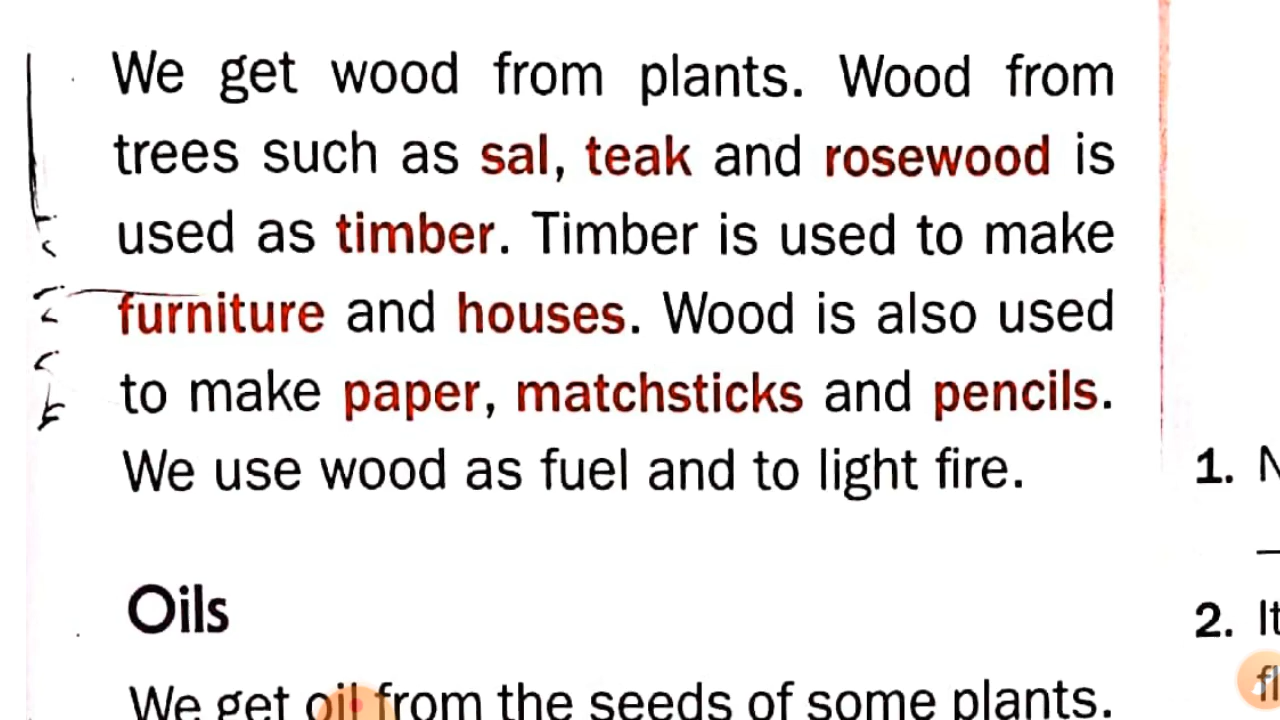 We get wood from plants. Wood from
trees such as sal, teak and rosewood is
used as timber. Timber is used to make
furniture and houses. Wood is also used
to make paper, matchsticks and pencils.
We use wood as fuel and to light fire.
Oils
We get oil from the seeds of some plants.
1.
2. It